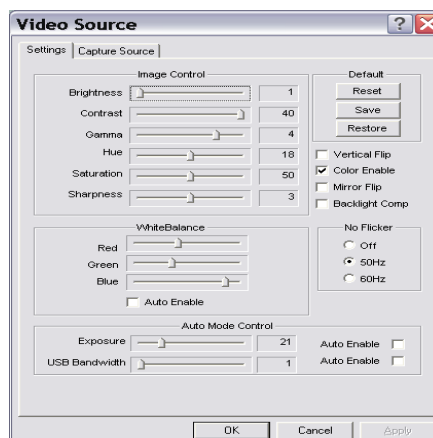 Video Source
Settings Capture Source
Image Control
Brightness 1
Contrast 40
Gamma 4
Hue 18
Saturation 50
Sharpness 3
Default
Reset
Save
Restore
Vertical Flip
Color Enable
Mirror Flip
Backlight Comp
WhiteBalance
Red
Green
Blue
Auto Enable
No Flicker
Off
50Hz
60Hz
Auto Mode Control
Exposure 21 Auto Enable
USB Bandwidth 1 Auto Enable
OK Cancel Apply